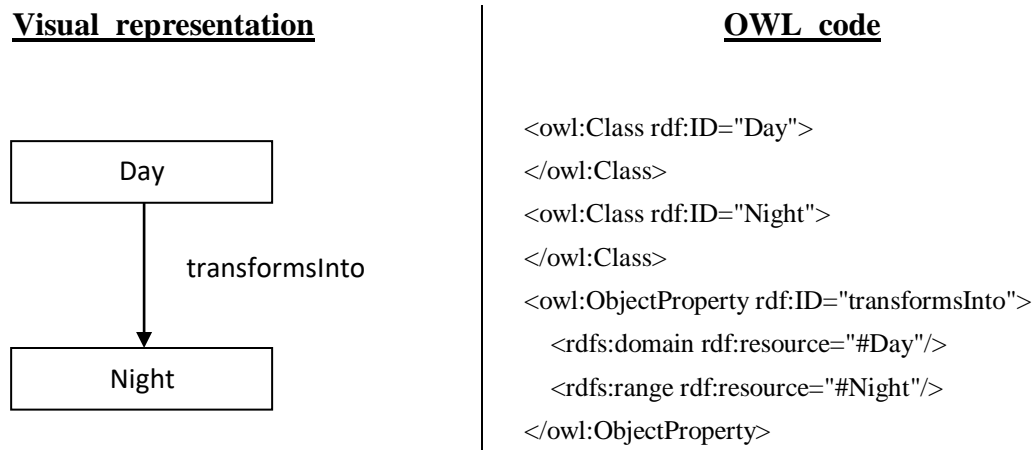 Visual representation
Day
transformsInto
Night
OWL code
<owl:Class rdf:ID="Day">
</owl:Class>
<owl:Class rdf:ID="Night">
</owl:Class>
<owl:ObjectProperty rdf:ID="transformsInto">
<rdfs:domain rdf:resource="#Day"/>
<rdfs:range rdf:resource="#Night"/>
</owl:ObjectProperty>